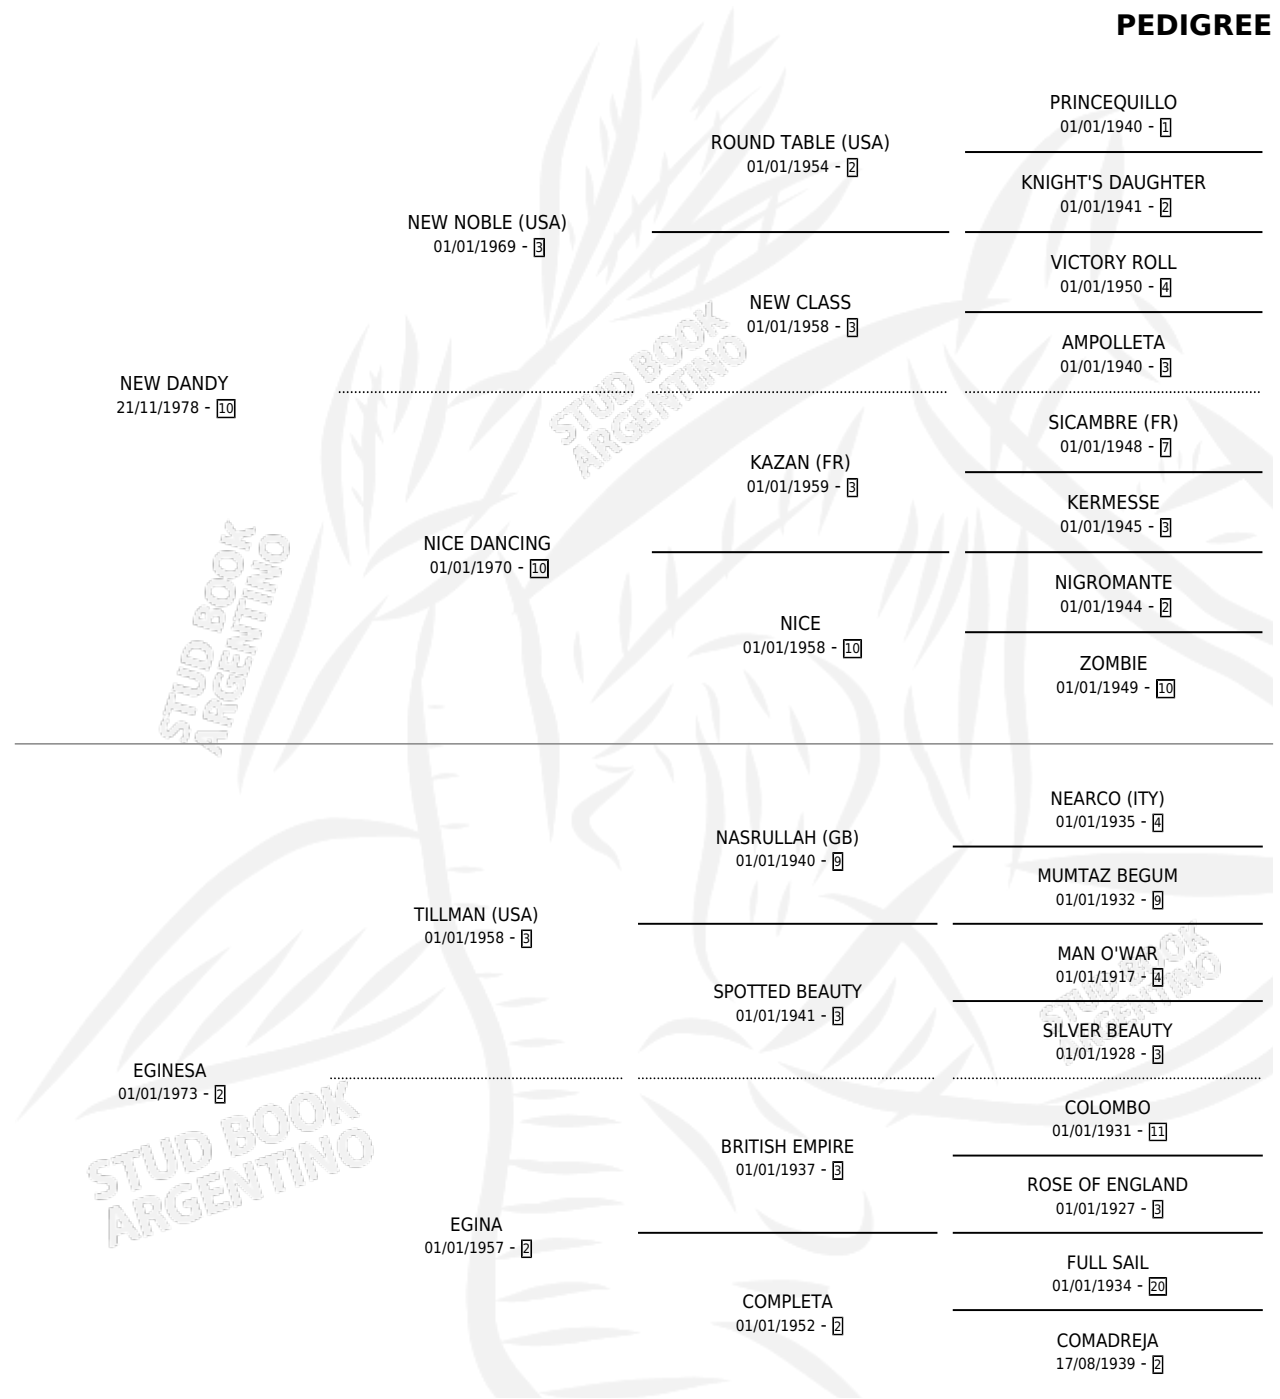 PEDIGREE
PRINCEQUILLO
01/01/1940 - 1
ROUND TABLE (USA)
01/01/1954 - 2
KNIGHT'S DAUGHTER
01/01/1941 - 2
NEW NOBLE (USA)
01/01/1969 - 3
VICTORY ROLL
01/01/1950 - 4
NEW CLASS
01/01/1958 - 3
AMPOLLETA
01/01/1940 - 3
NEW DANDY
21/11/1978 - 10
SICAMBRE (FR)
01/01/1948 - 7
KAZAN (FR)
01/01/1959 - 3
KERMESSE
01/01/1945 - 3
NICE DANCING
01/01/1970 - 10
NIGROMANTE
01/01/1944 - 2
NICE
01/01/1958 - 10
ZOMBIE
01/01/1949 - 10
NEARCO (ITY)
01/01/1935 - 4
NASRULLAH (GB)
01/01/1940 - 9
MUMTAZ BEGUM
01/01/1932 - 9
TILLMAN (USA)
01/01/1958 - 3
MAN O'WAR
01/01/1917 - 4
SPOTTED BEAUTY
01/01/1941 - 3
SILVER BEAUTY
01/01/1928 - 3
EGINESA
01/01/1973 - 2
COLOMBO
01/01/1931 - 11
BRITISH EMPIRE
01/01/1937 - 3
ROSE OF ENGLAND
01/01/1927 - 3
EGINA
01/01/1957 - 2
FULL SAIL
01/01/1934 - 20
COMPLETA
01/01/1952 - 2
COMADREJA
17/08/1939 - 2
STUD BOOK
ARGENTINO
STUD BOOK
ARGENTINO
STUD BOOK
ARGENTINO
STUD BOOK
ARGENTINO